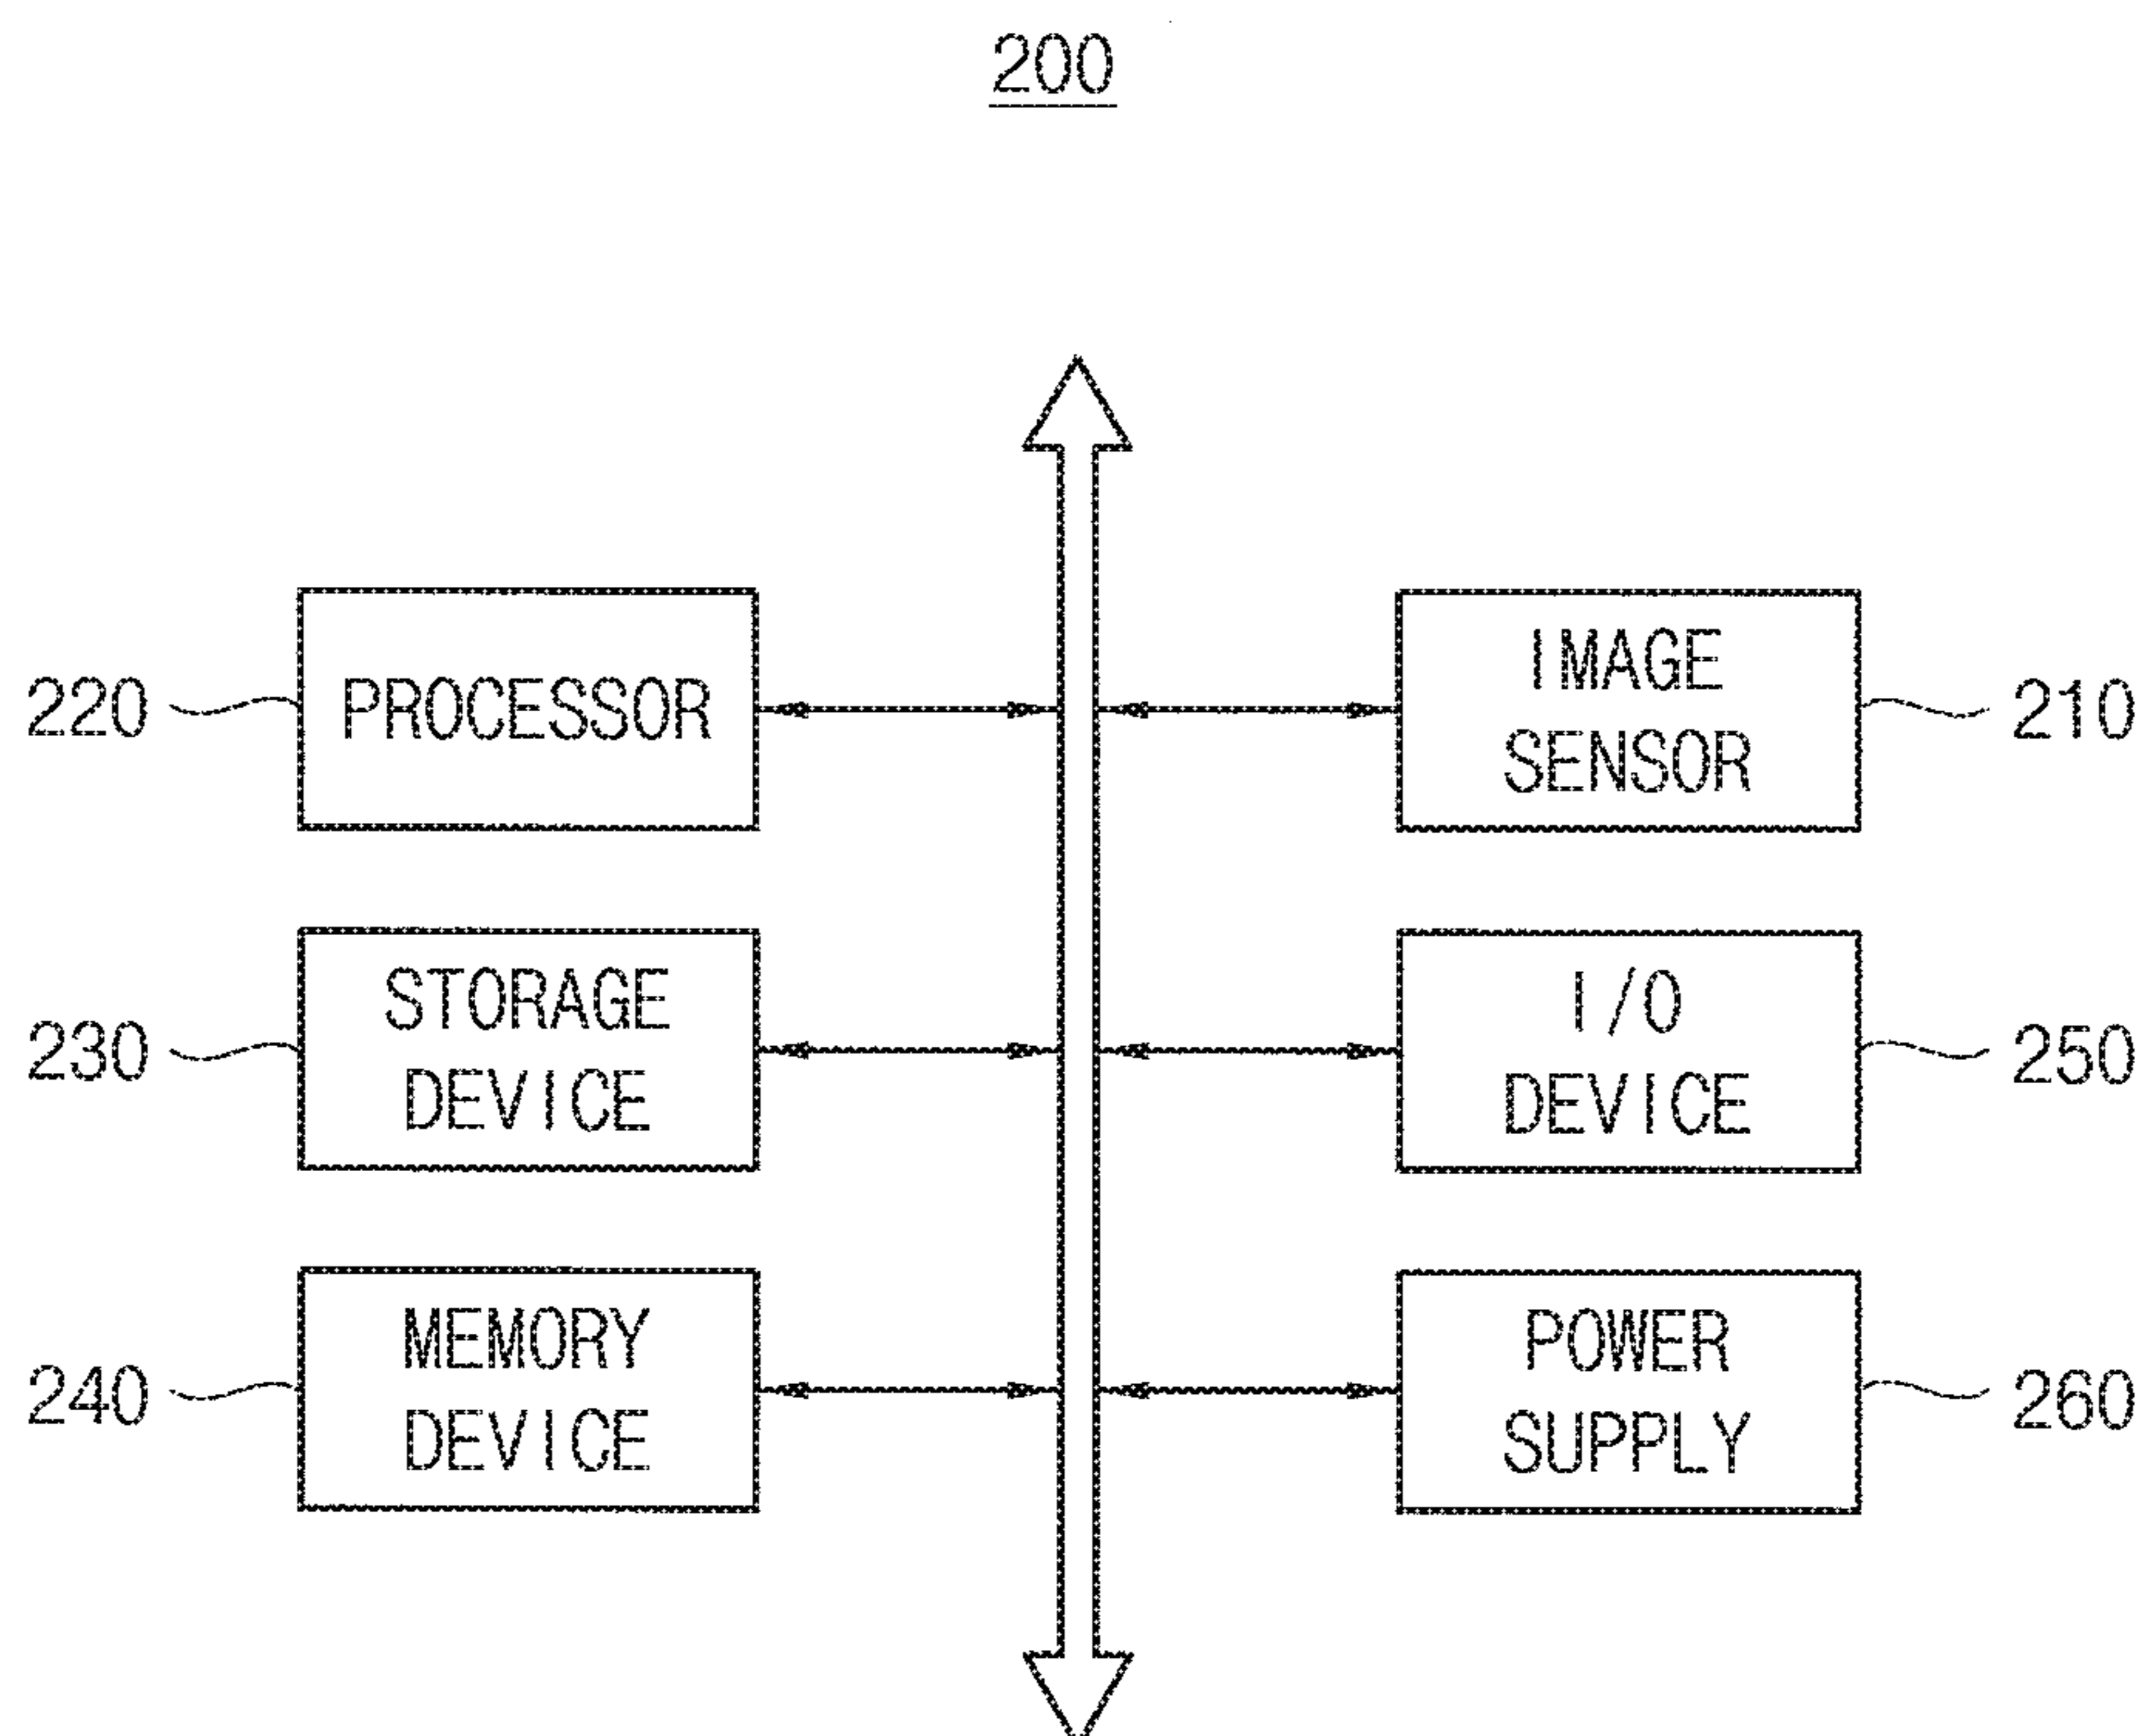 200
220
PROCESSOR
IMAGE
SENSOR
210
230
STORAGE
DEVICE
I/O
DEVICE
250
240
MEMORY
DEVICE
POWER
SUPPLY
260